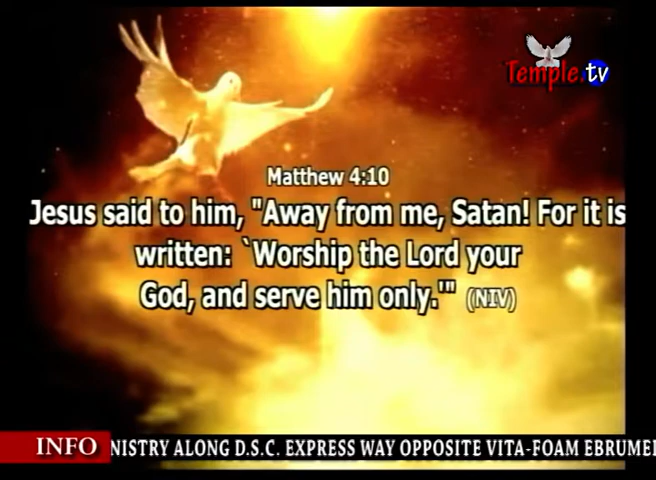 Temple.tv
Matthew 4:10
Jesus said to him, "Away from me, Satan! For it is
written: `Worship the Lord your
God, and serve him only.'" (NIV)
INFO NISTRY ALONG D.S.C. EXPRESS WAY OPPOSITE VITA-FOAM EBRUME